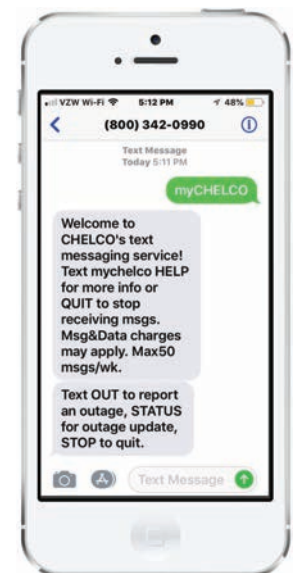 VZW Wi-Fi 5:12 PM 48%
(800) 342-0990
Text Message
Today 5:11 PM
myCHELCO
Welcome to
CHELCO's text
messaging service!
Text mychelco HELP
for more info or
QUIT to stop
receiving msgs.
Msg&Data charges
may apply. Max50
msgs/wk.
Text OUT to report
an outage, STATUS
for outage update,
STOP to quit.
Text Message